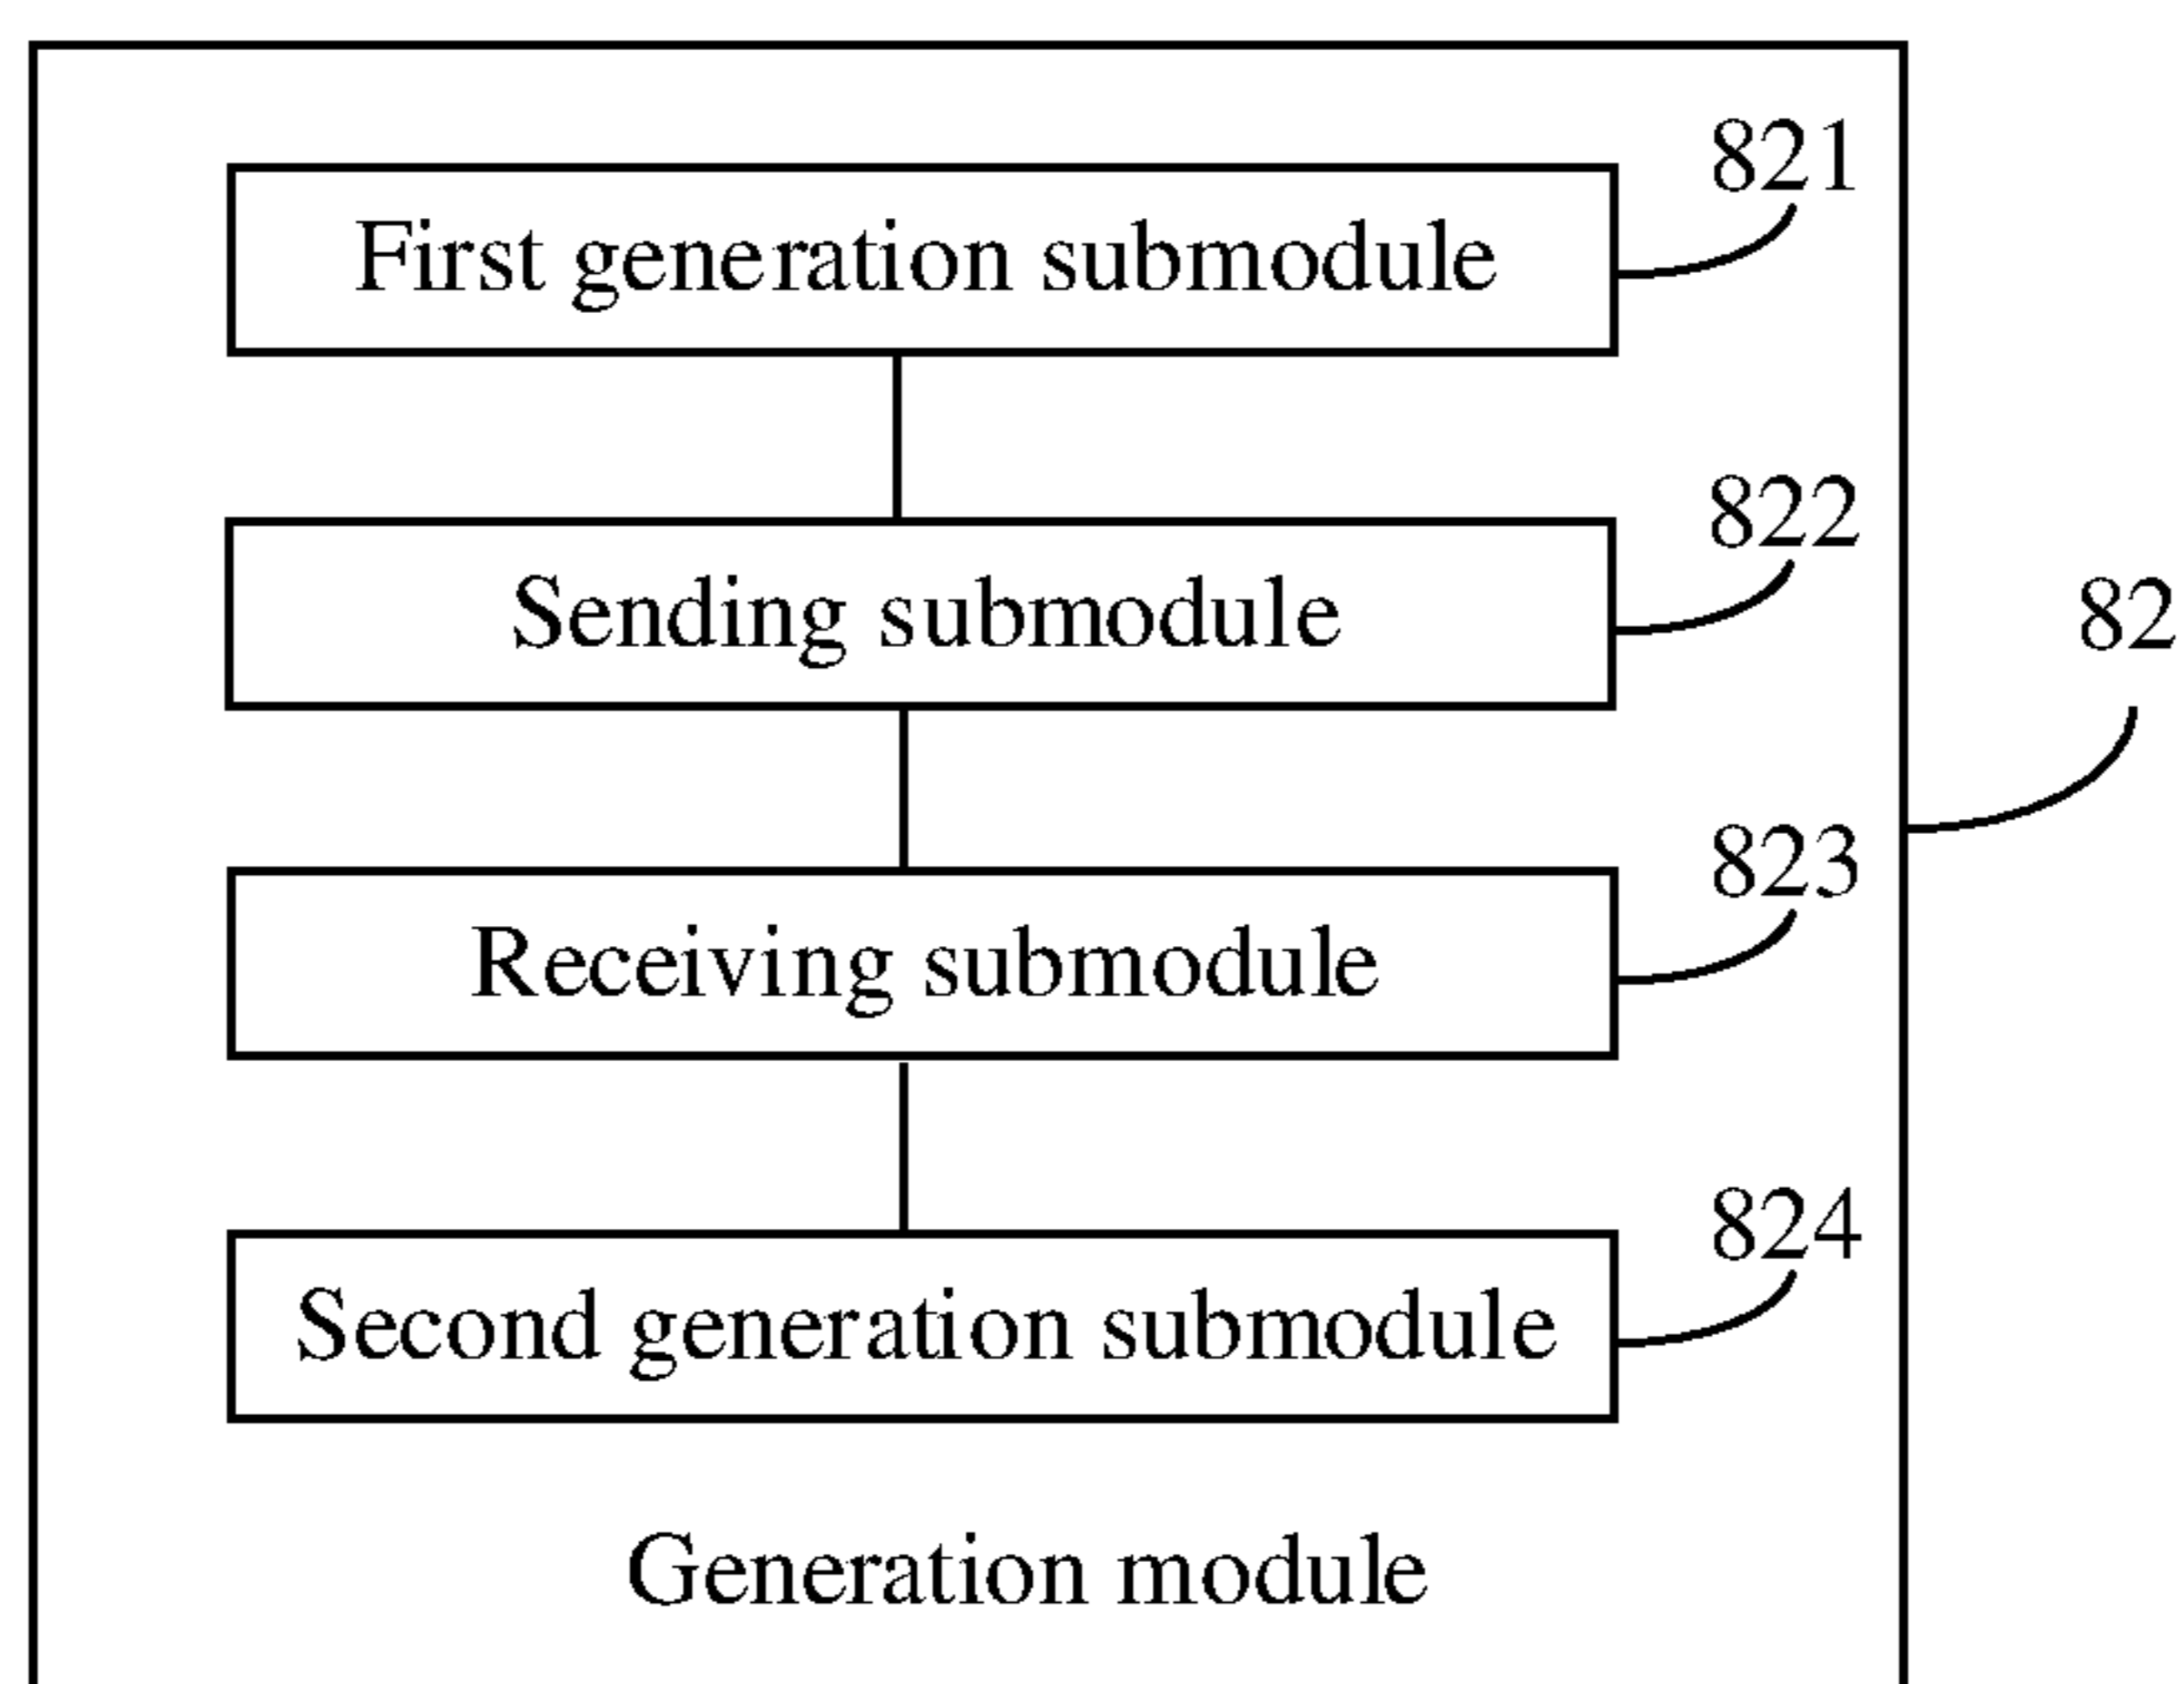 821
First generation submodule
822
Sending submodule
82
823
Receiving submodule
824
Second generation submodule
Generation module